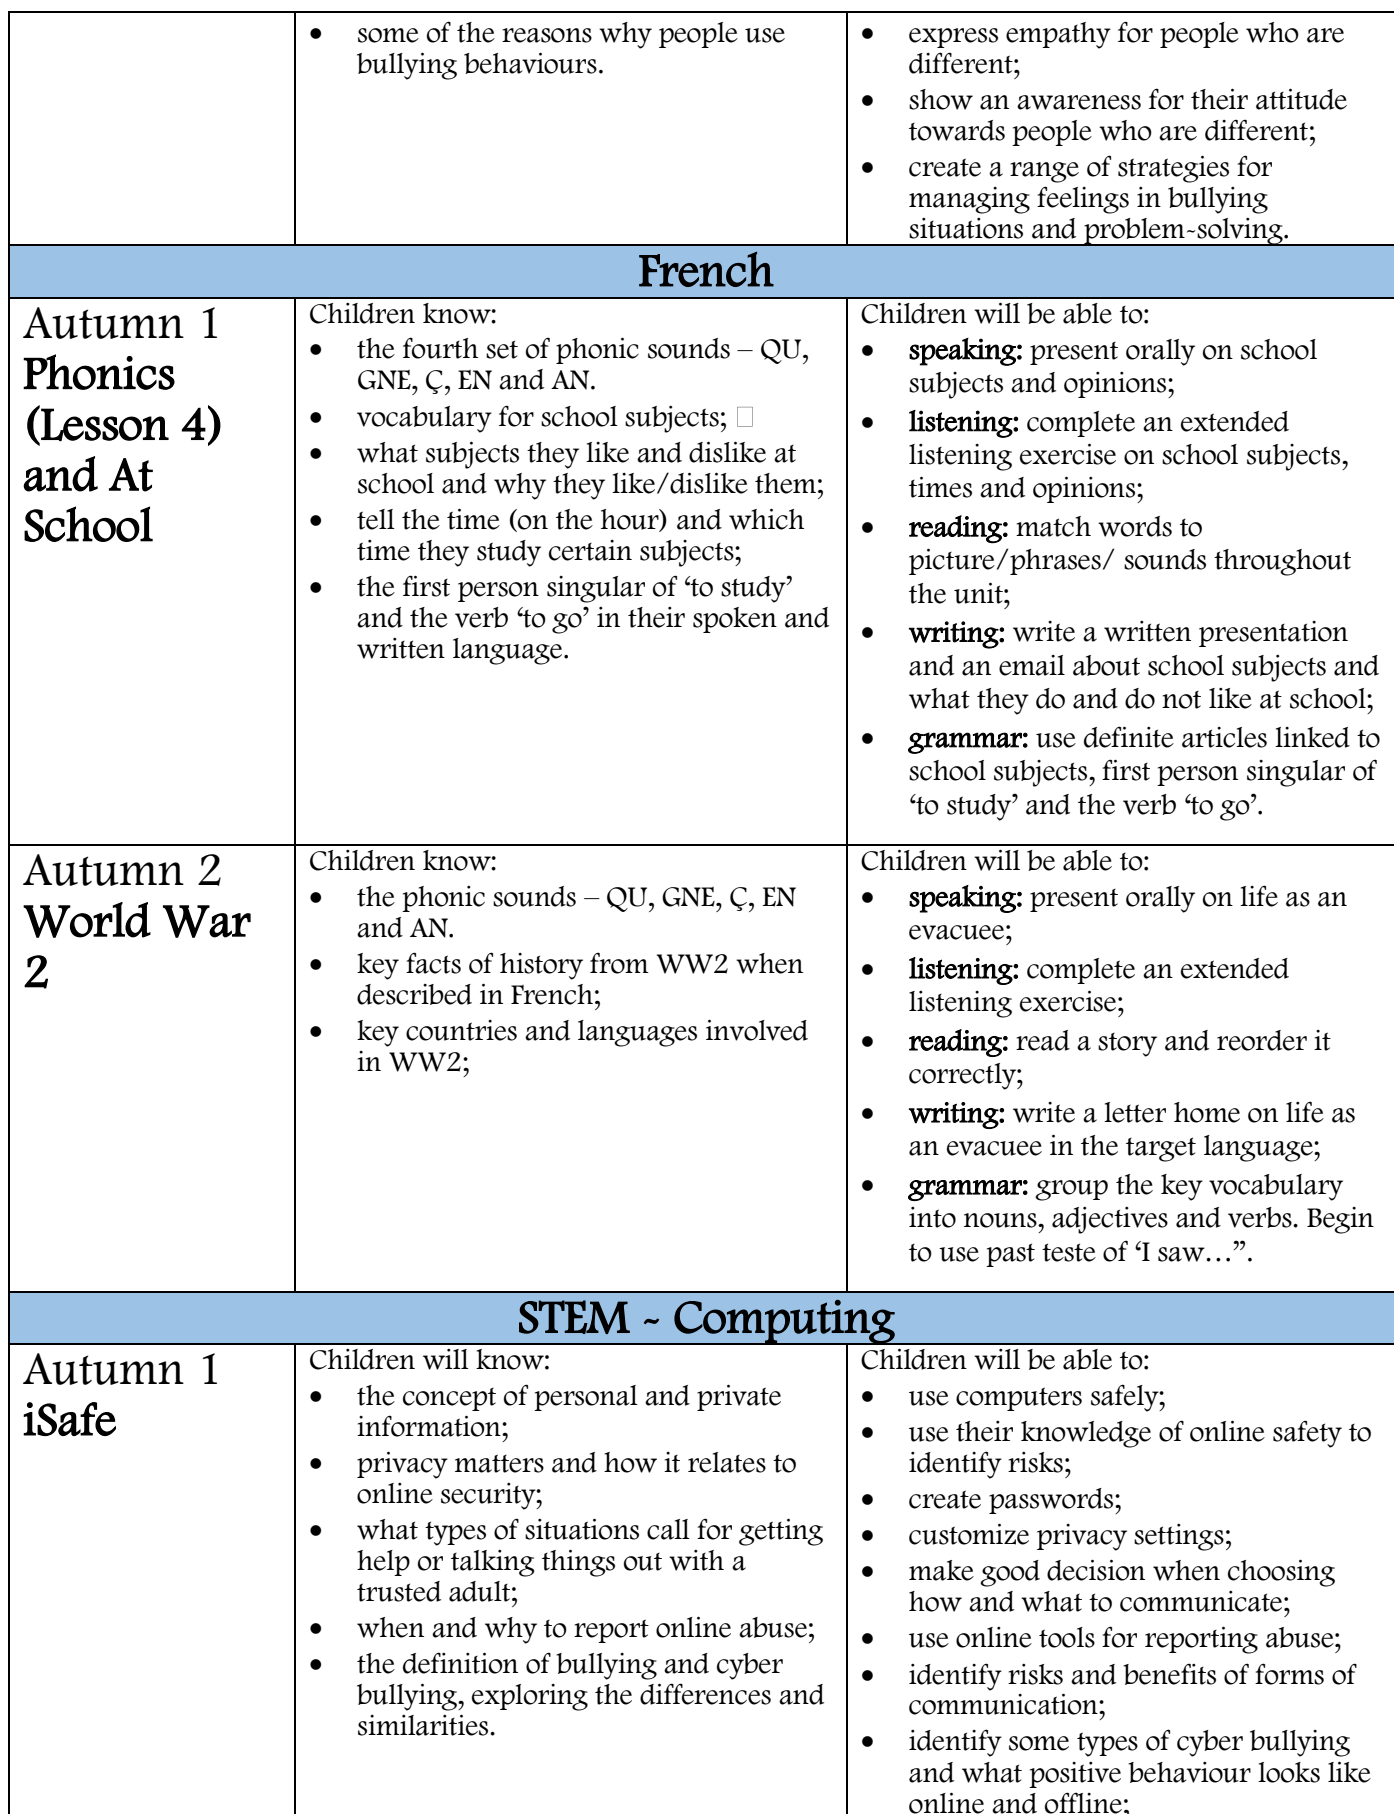 • some of the reasons why people use
bullying behaviours.
• express empathy for people who are
different;
• show an awareness for their attitude
towards people who are different;
• create a range of strategies for
managing feelings in bullying
situations and problem-solving.
French
Autumn 1
Phonics
(Lesson 4)
and At
School
Children know:
• the fourth set of phonic sounds – QU,
GNE, Ç, EN and AN.
• vocabulary for school subjects; 
• what subjects they like and dislike at
school and why they like/dislike them;
• tell the time (on the hour) and which
time they study certain subjects;
• the first person singular of ‘to study’
and the verb ‘to go’ in their spoken and
written language.
Children will be able to:
• speaking: present orally on school
subjects and opinions;
• listening: complete an extended
listening exercise on school subjects,
times and opinions;
• reading: match words to
picture/phrases/ sounds throughout
the unit;
• writing: write a written presentation
and an email about school subjects and
what they do and do not like at school;
• grammar: use definite articles linked to
school subjects, first person singular of
‘to study’ and the verb ‘to go’.
Autumn 2
World War
2
Children know:
• the phonic sounds – QU, GNE, Ç, EN
and AN.
• key facts of history from WW2 when
described in French;
• key countries and languages involved
in WW2;
Children will be able to:
• speaking: present orally on life as an
evacuee;
• listening: complete an extended
listening exercise;
• reading: read a story and reorder it
correctly;
• writing: write a letter home on life as
an evacuee in the target language;
• grammar: group the key vocabulary
into nouns, adjectives and verbs. Begin
to use past teste of ‘I saw…”.
STEM - Computing
Autumn 1
iSafe
Children will know:
• the concept of personal and private
information;
• privacy matters and how it relates to
online security;
• what types of situations call for getting
help or talking things out with a
trusted adult;
• when and why to report online abuse;
• the definition of bullying and cyber
bullying, exploring the differences and
similarities.
Children will be able to:
• use computers safely;
• use their knowledge of online safety to
identify risks;
• create passwords;
• customize privacy settings;
• make good decision when choosing
how and what to communicate;
• use online tools for reporting abuse;
• identify risks and benefits of forms of
communication;
• identify some types of cyber bullying
and what positive behaviour looks like
online and offline;